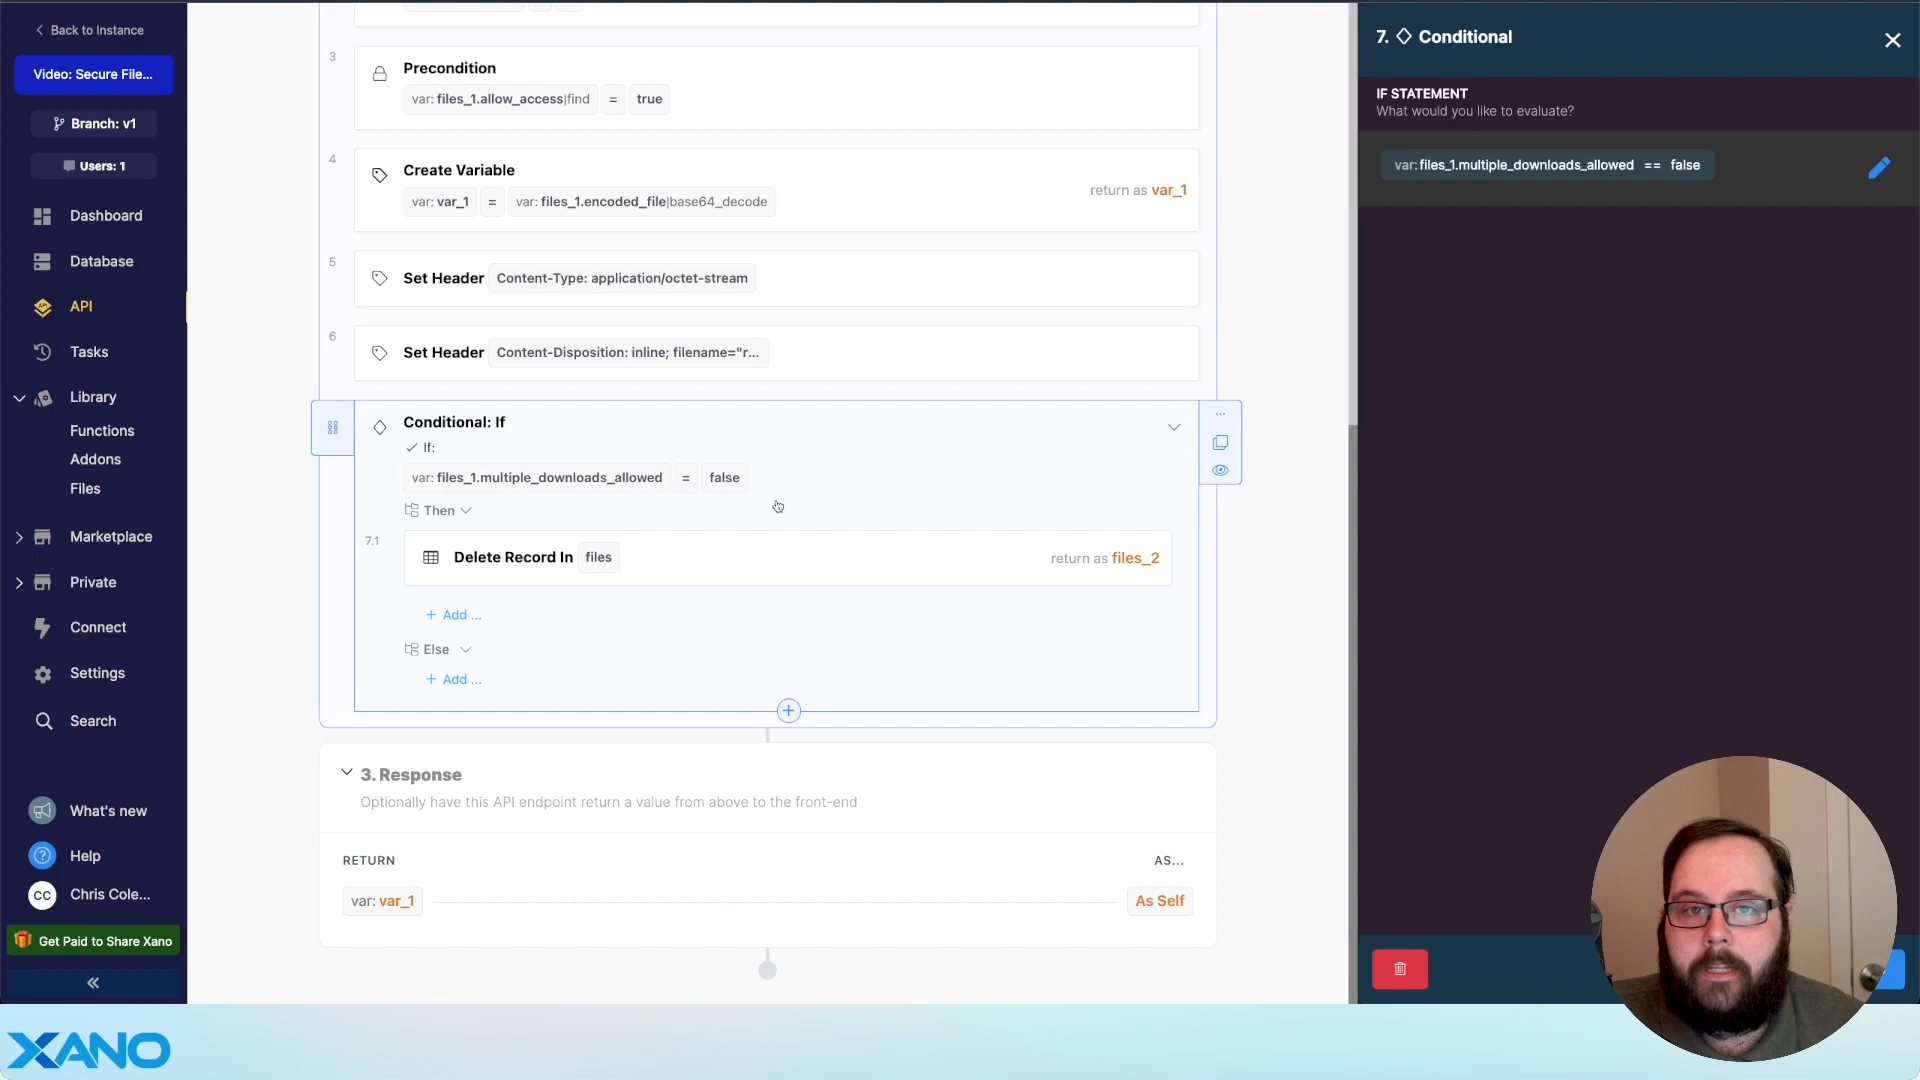 Back to Instance
Video: Secure File...
Branch: v1
Users: 1
Dashboard
Database
API
Tasks
Library
Functions
Addons
Files
Marketplace
Private
Connect
Settings
Search
What's new
Help
CC
Chris Cole...
Get Paid to Share Xano
XANO
3
Precondition
var: files_1.allow_access|find = true
4
Create Variable
var: var_1 = var: files_1.encoded_file|base64_decode
return as var_1
5
Set Header Content-Type: application/octet-stream
6
Set Header Content-Disposition: inline; filename="r...
Conditional: If
If:
var: files_1.multiple_downloads_allowed = false
Then
7.1
Delete Record In files
return as files_2
+ Add ...
Else
+ Add ...
3. Response
Optionally have this API endpoint return a value from above to the front-end
RETURN
AS...
var: var_1
As Self
7. Conditional
IF STATEMENT
What would you like to evaluate?
var: files_1.multiple_downloads_allowed == false